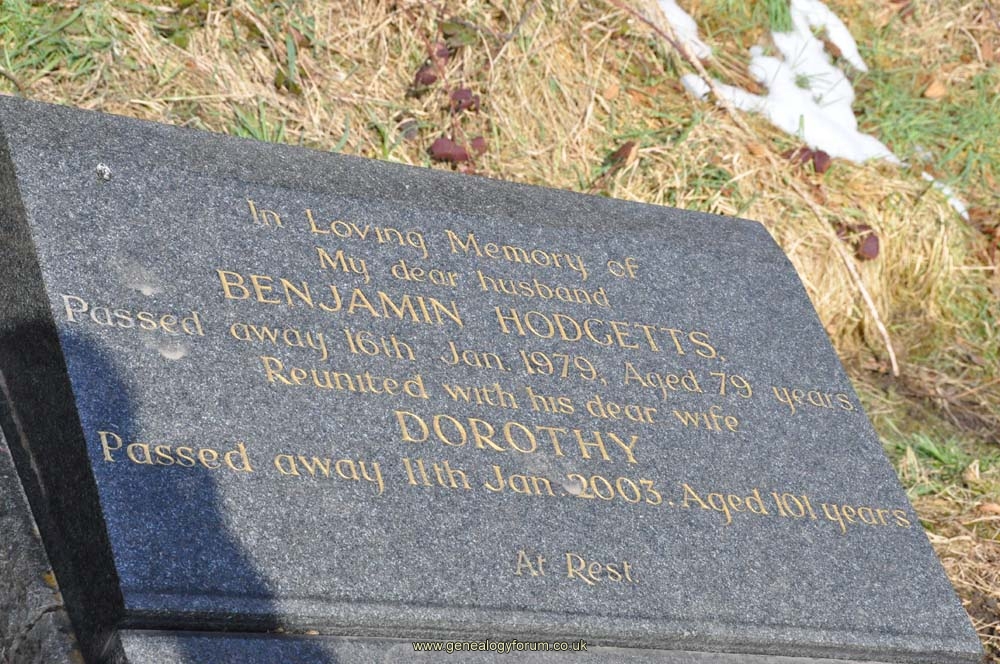 In Loving Memory of
My dear husband
BENJAMIN HODGETTS,
Passed away 16th Jan. 1979, Aged 79 years.
Reunited with his dear wife
DOROTHY
Passed away 11th Jan. 2003. Aged 101 years
At Rest.
www.genealogyforum.co.uk